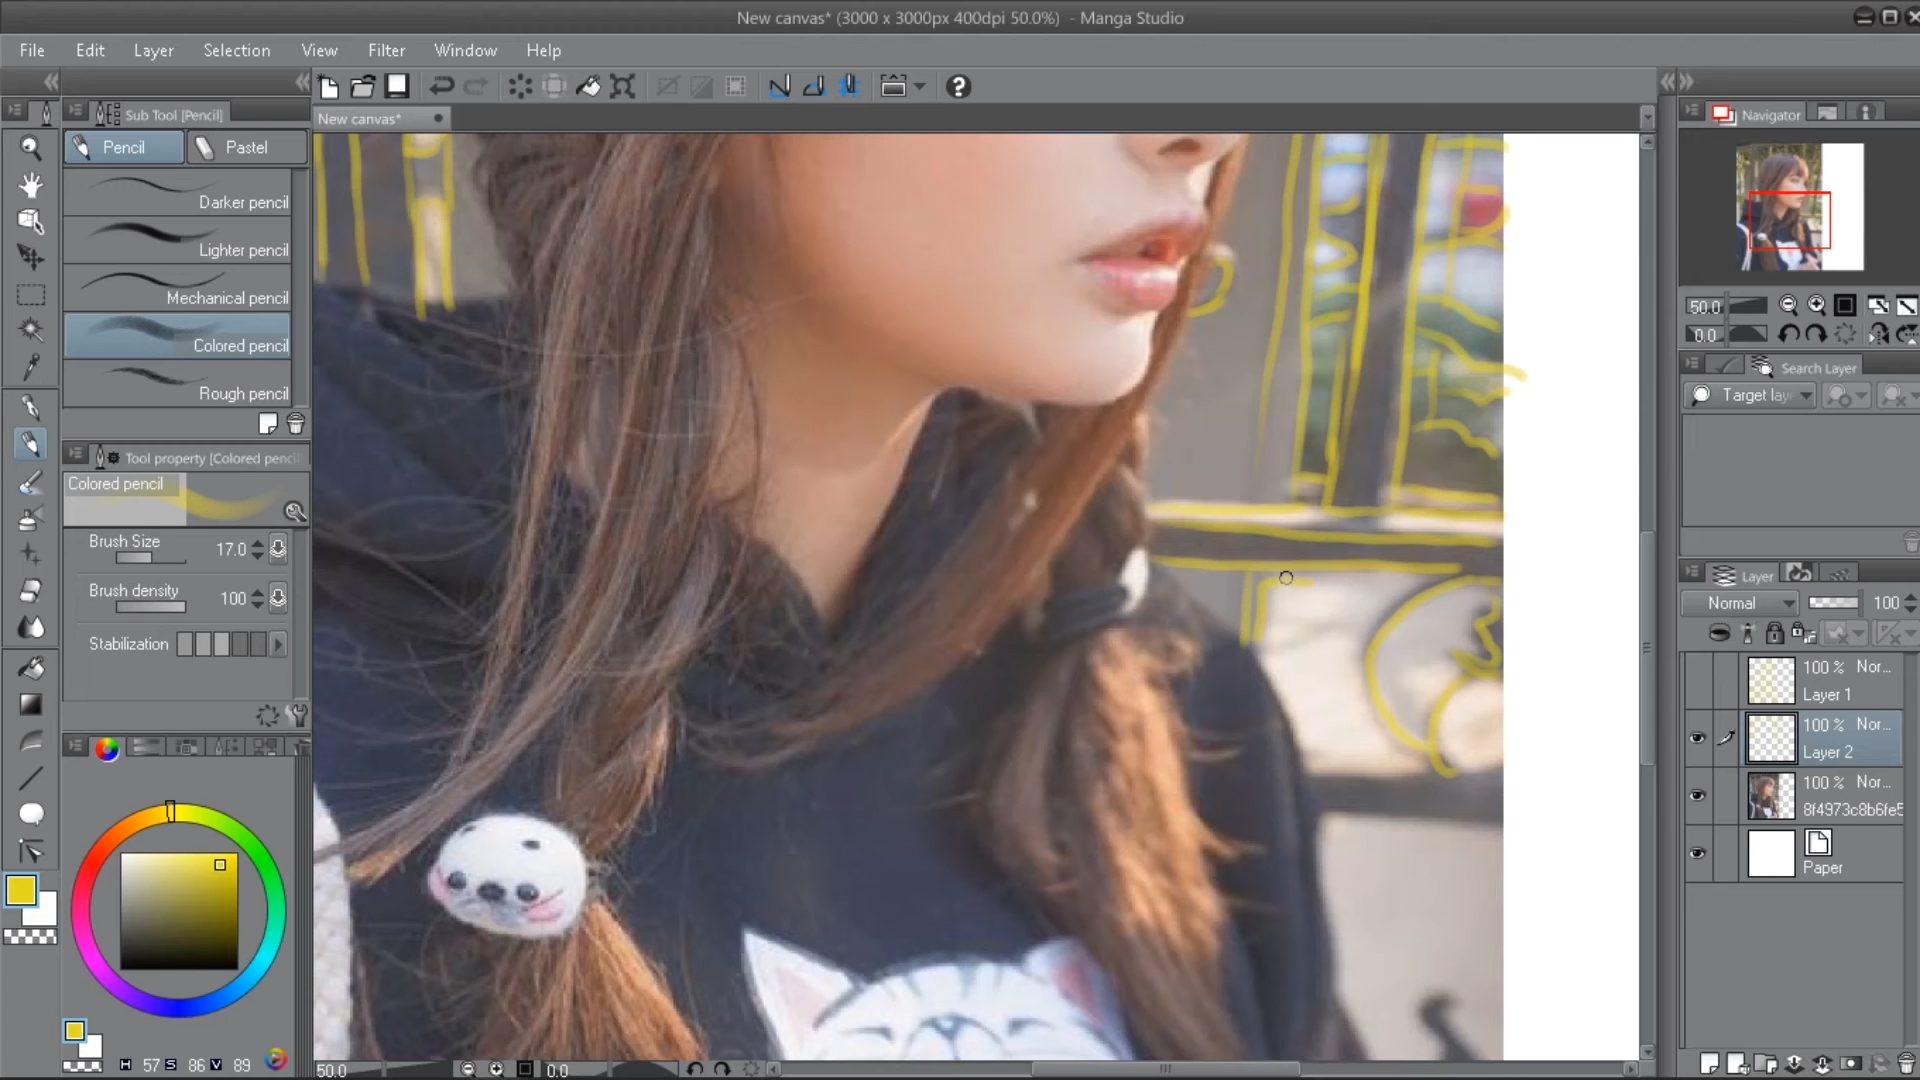 New canvas* (3000 x 3000px 400dpi 50.0%) - Manga Studio
File Edit Layer Selection View Filter Window Help
Sub Tool [Pencil]
New canvas*
Navigator
Pencil Pastel
Darker pencil
Lighter pencil
Mechanical pencil
Colored pencil
Rough pencil
50.0
0.0
Search Layer
Target lay
Tool property [Colored pencil
Colored pencil
Brush Size 17.0
Brush density 100
Stabilization
Layer
Normal 100
100 % Nor...
Layer 1
100 % Nor...
Layer 2
100 % Nor...
8f4973c8b6fe5
Paper
H 57 S 86 V 89
50.0 0.0